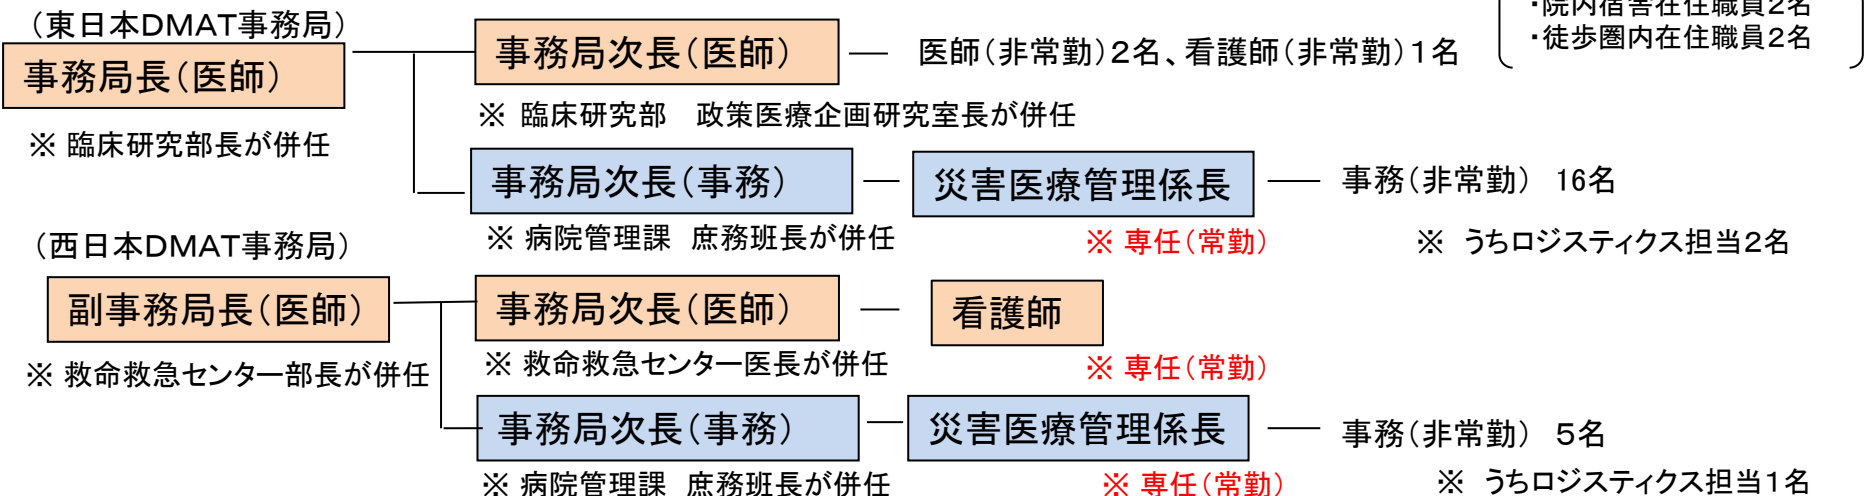 ・院内宿舎在住職員2名
・徒歩圏内在住職員2名
（東日本DMAT事務局）
事務局長（医師）
※ 臨床研究部長が併任
事務局次長（医師）
医師（非常勤）2名、看護師（非常勤）1名
※ 臨床研究部　政策医療企画研究室長が併任
事務局次長（事務）
災害医療管理係長
事務（非常勤）　16名
※ 病院管理課　庶務班長が併任
※ 専任（常勤）
※　うちロジスティクス担当2名
（西日本DMAT事務局）
副事務局長（医師）
※ 救命救急センター部長が併任
事務局次長（医師）
看護師
※ 救命救急センター医長が併任
※ 専任（常勤）
事務局次長（事務）
災害医療管理係長
事務（非常勤）　5名
※ 病院管理課　庶務班長が併任
※ 専任（常勤）
※　うちロジスティクス担当1名